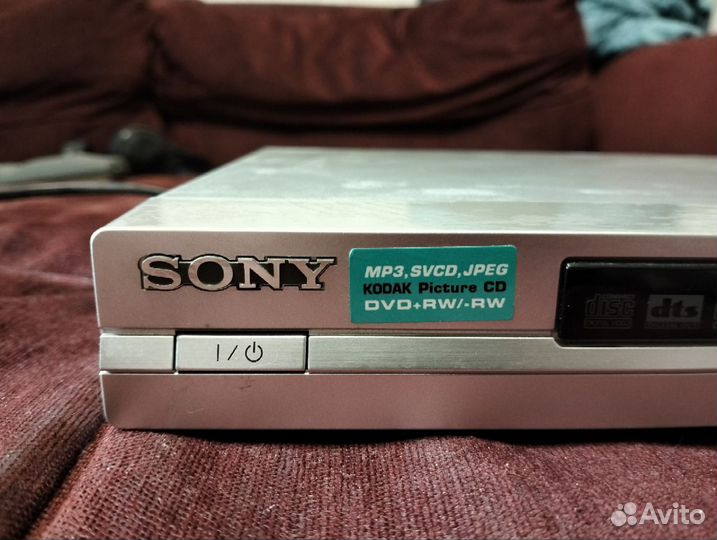 SONY
MP3, SVCD, JPEG
KODAK Picture CD
DVD+RW/-RW
disc
dts
I/⏻
Avito